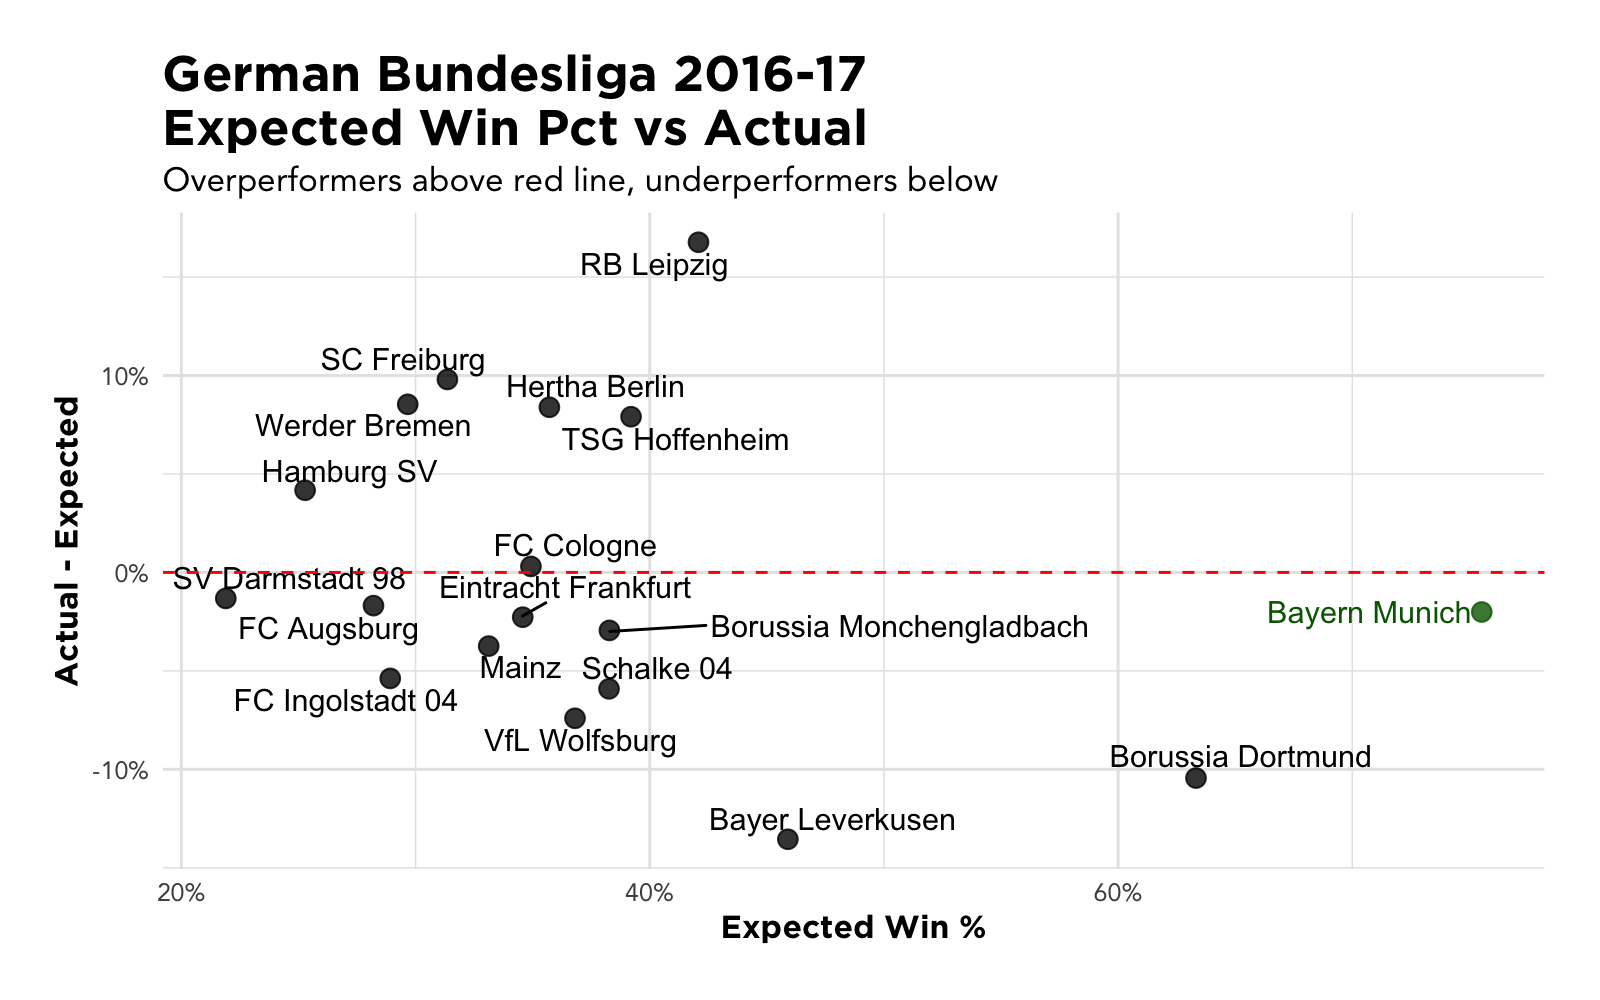 German Bundesliga 2016-17
Expected Win Pct vs Actual
Overperformers above red line, underperformers below
RB Leipzig
SC Freiburg
10%
Hertha Berlin
Werder Bremen
TSG Hoffenheim
Hamburg SV
FC Cologne
0%
SV Darmstadt 98
Eintracht Frankfurt
Bayern Munich
FC Augsburg
Borussia Monchengladbach
Mainz
Schalke 04
FC Ingolstadt 04
VfL Wolfsburg
Borussia Dortmund
-10%
Bayer Leverkusen
Actual - Expected
20%
40%
60%
Expected Win %